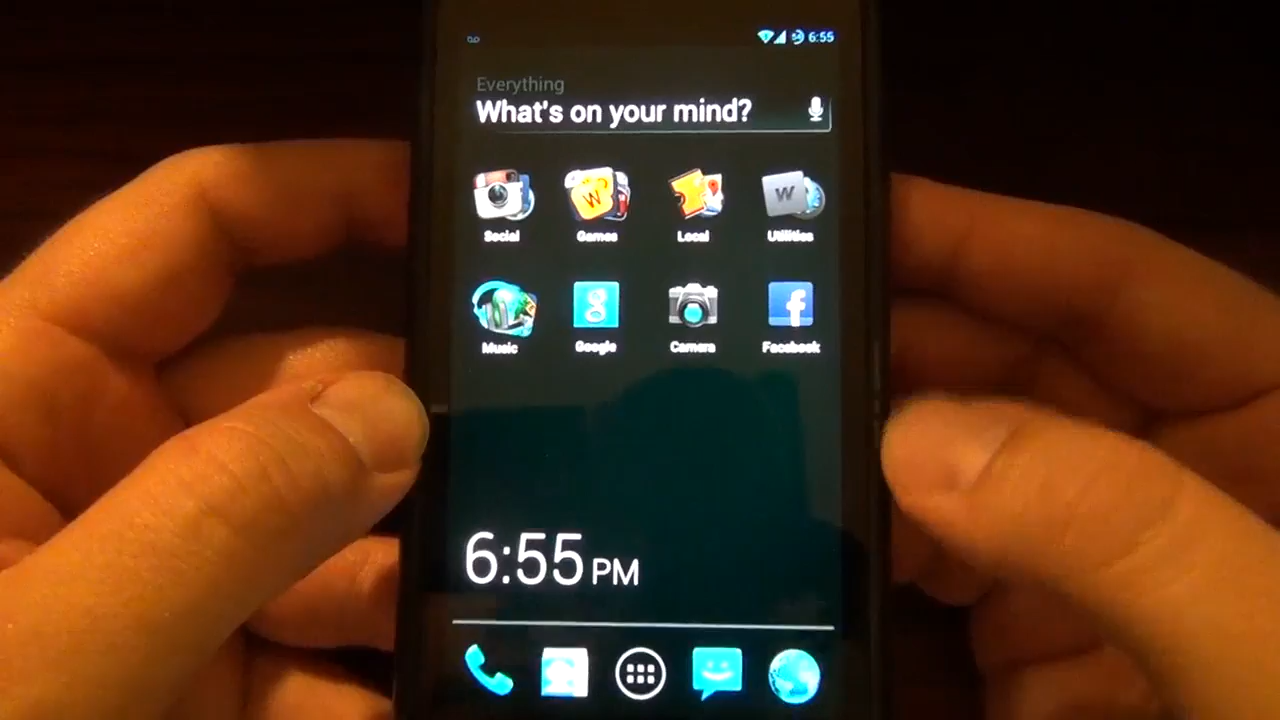 6:55
Everything
What's on your mind?
W
W
Social
Games
Local
Utilities
g
f
Music
Google
Camera
Facebook
6:55 PM